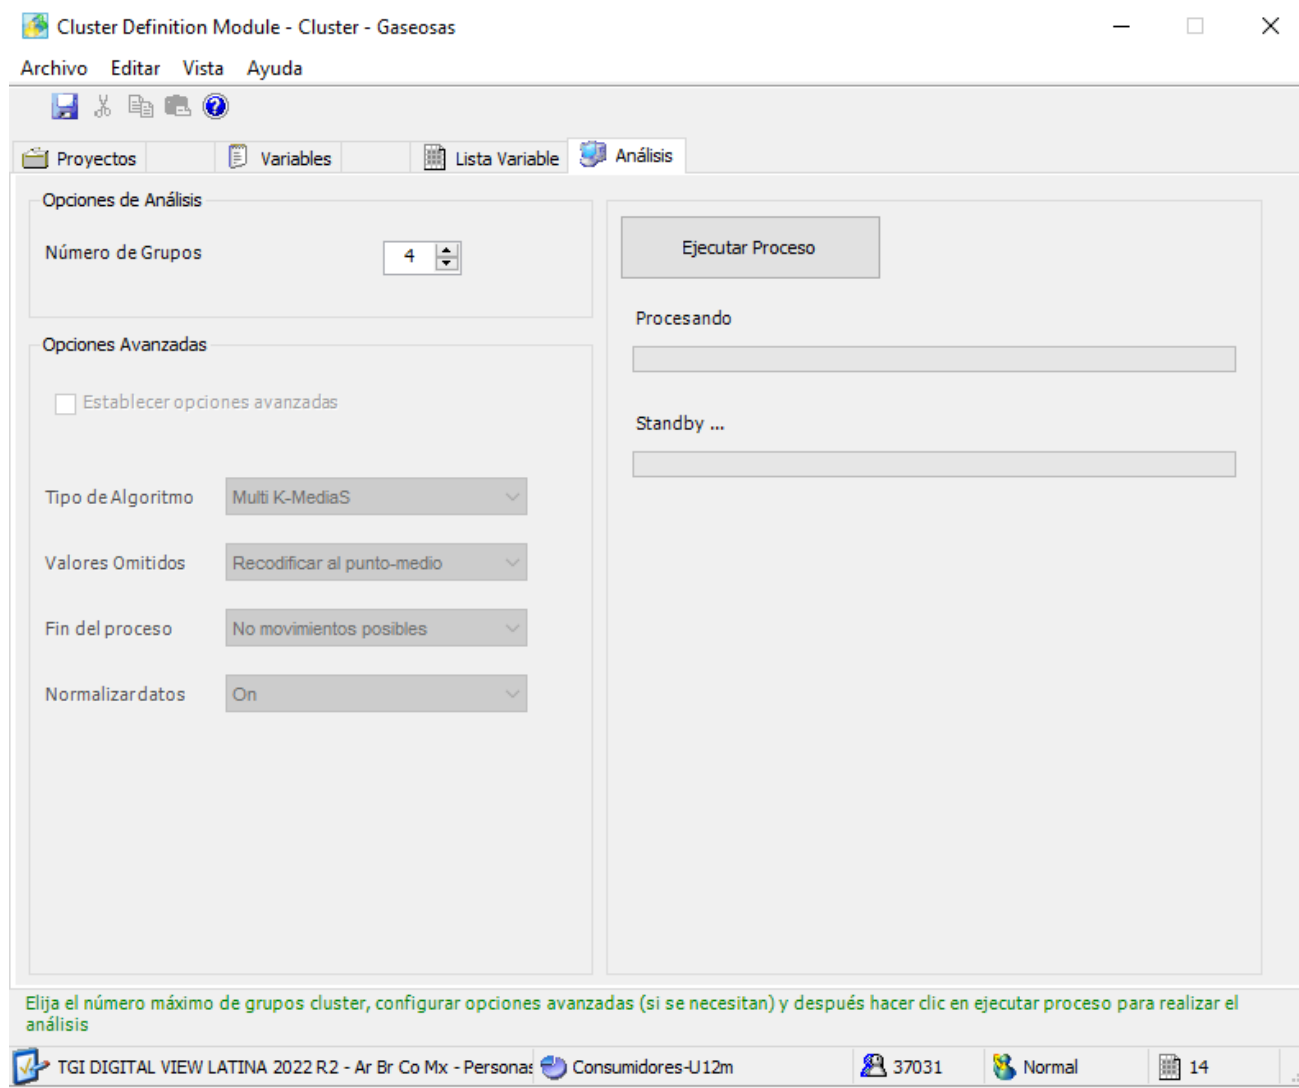 Cluster Definition Module - Cluster - Gaseosas
Archivo Editar Vista Ayuda
Proyectos Variables Lista Variable Análisis
Opciones de Análisis
Número de Grupos 4
Ejecutar Proceso
Procesando
Opciones Avanzadas
Establecer opciones avanzadas
Standby ...
Tipo de Algoritmo Multi K-MediaS
Valores Omitidos Recodificar al punto-medio
Fin del proceso No movimientos posibles
Normalizar datos On
Elija el número máximo de grupos cluster, configurar opciones avanzadas (si se necesitan) y después hacer clic en ejecutar proceso para realizar el
análisis
TGI DIGITAL VIEW LATINA 2022 R2 - Ar Br Co Mx - Personas Consumidores-U12m 37031 Normal 14